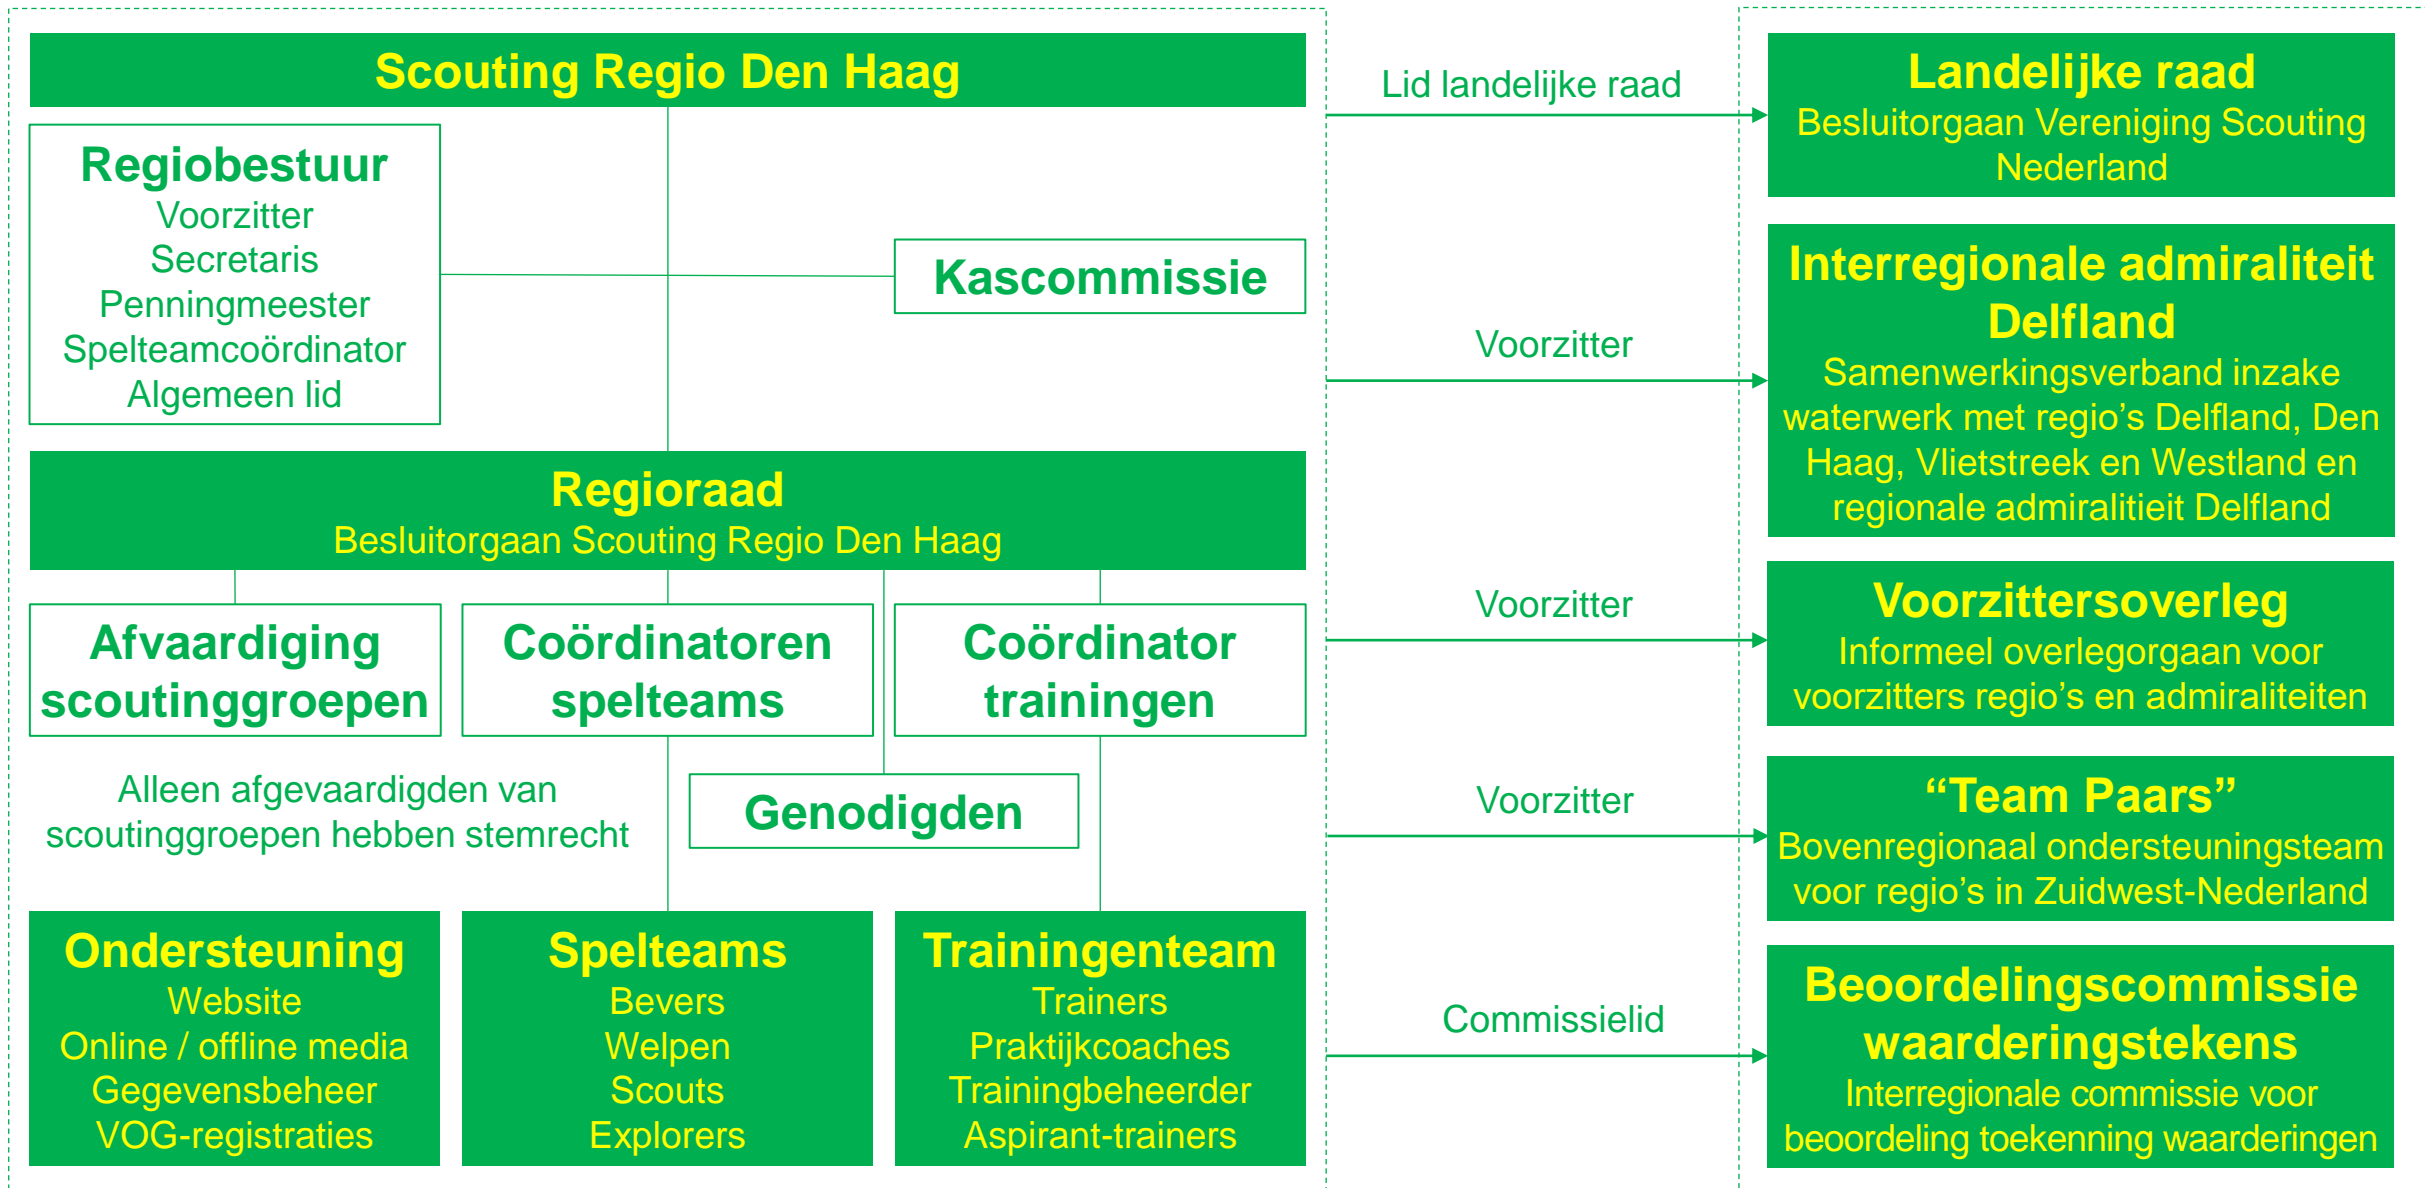 Scouting Regio Den Haag
Regiobestuur
Voorzitter
Secretaris
Penningmeester
Spelteamcoördinator
Algemeen lid
Kascommissie
Regioraad
Besluitorgaan Scouting Regio Den Haag
Afvaardiging
scoutinggroepen
Coördinatoren
spelteams
Coördinator
trainingen
Alleen afgevaardigden van
scoutinggroepen hebben stemrecht
Genodigden
Ondersteuning
Website
Online / offline media
Gegevensbeheer
VOG-registraties
Spelteams
Bevers
Welpen
Scouts
Explorers
Trainingenteam
Trainers
Praktijkcoaches
Trainingbeheerder
Aspirant-trainers
Lid landelijke raad
Voorzitter
Voorzitter
Voorzitter
Commissielid
Landelijke raad
Besluitorgaan Vereniging Scouting
Nederland
Interregionale admiraliteit
Delfland
Samenwerkingsverband inzake
waterwerk met regio’s Delfland, Den
Haag, Vlietstreek en Westland en
regionale admiralitieit Delfland
Voorzittersoverleg
Informeel overlegorgaan voor
voorzitters regio’s en admiraliteiten
“Team Paars”
Bovenregionaal ondersteuningsteam
voor regio’s in Zuidwest-Nederland
Beoordelingscommissie
waarderingstekens
Interregionale commissie voor
beoordeling toekenning waarderingen